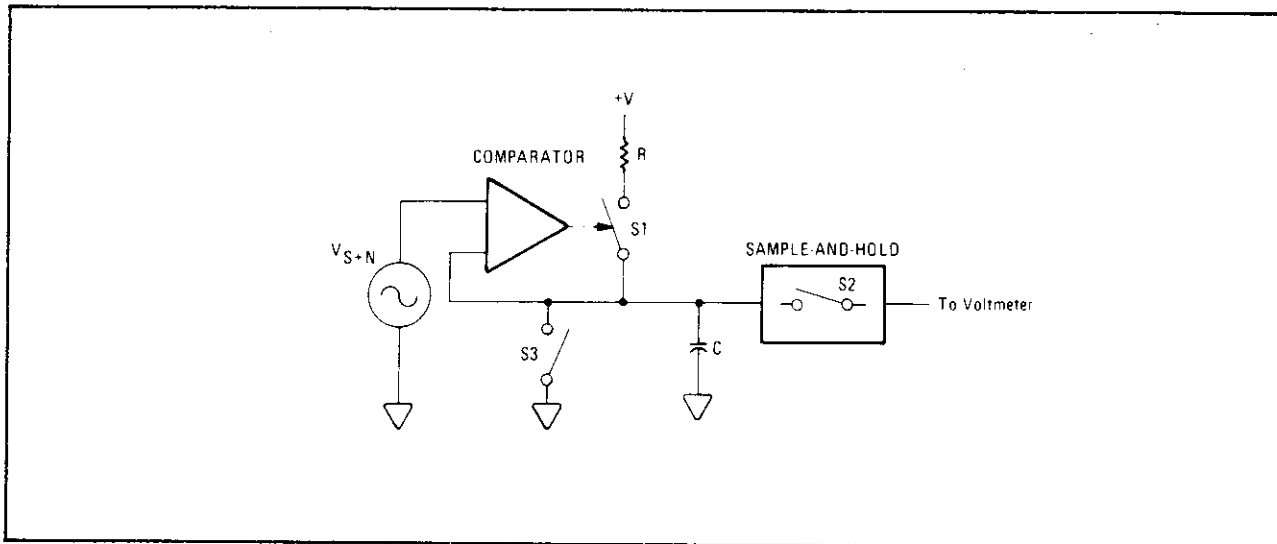 +V
R
COMPARATOR
S1
V S+N
SAMPLE-AND-HOLD
S2
To Voltmeter
S3
C